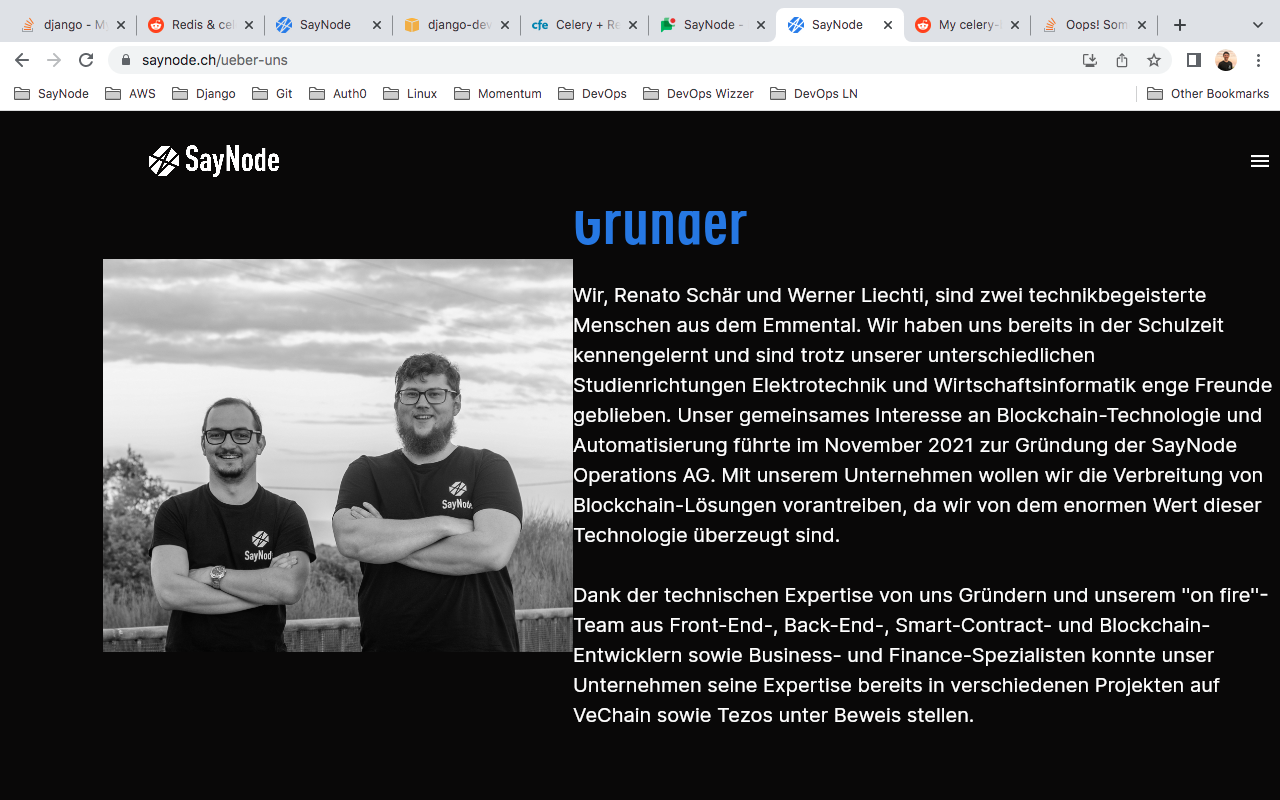 django - M
Redis & cel
SayNode
django-dev
Celery + Re
SayNode -
SayNode
My celery-
Oops! Som
saynode.ch/ueber-uns
SayNode
AWS
Django
Git
Auth0
Linux
Momentum
DevOps
DevOps Wizzer
DevOps LN
Other Bookmarks
SayNode
Gründer
Wir, Renato Schär und Werner Liechti, sind zwei technikbegeisterte
Menschen aus dem Emmental. Wir haben uns bereits in der Schulzeit
kennengelernt und sind trotz unserer unterschiedlichen
Studienrichtungen Elektrotechnik und Wirtschaftsinformatik enge Freunde
geblieben. Unser gemeinsames Interesse an Blockchain-Technologie und
Automatisierung führte im November 2021 zur Gründung der SayNode
Operations AG. Mit unserem Unternehmen wollen wir die Verbreitung von
Blockchain-Lösungen vorantreiben, da wir von dem enormen Wert dieser
Technologie überzeugt sind.
Dank der technischen Expertise von uns Gründern und unserem "on fire"-
Team aus Front-End-, Back-End-, Smart-Contract- und Blockchain-
Entwicklern sowie Business- und Finance-Spezialisten konnte unser
Unternehmen seine Expertise bereits in verschiedenen Projekten auf
VeChain sowie Tezos unter Beweis stellen.
SayNode
SayNod